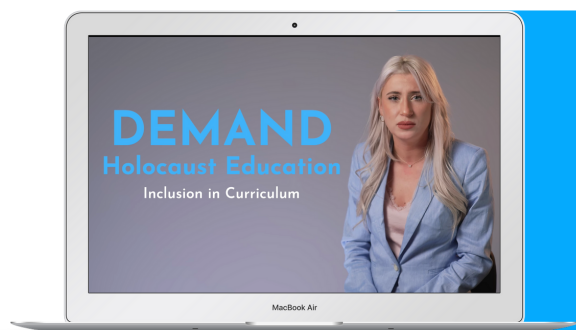 DEMAND
Holocaust Education
Inclusion in Curriculum
MacBook Air